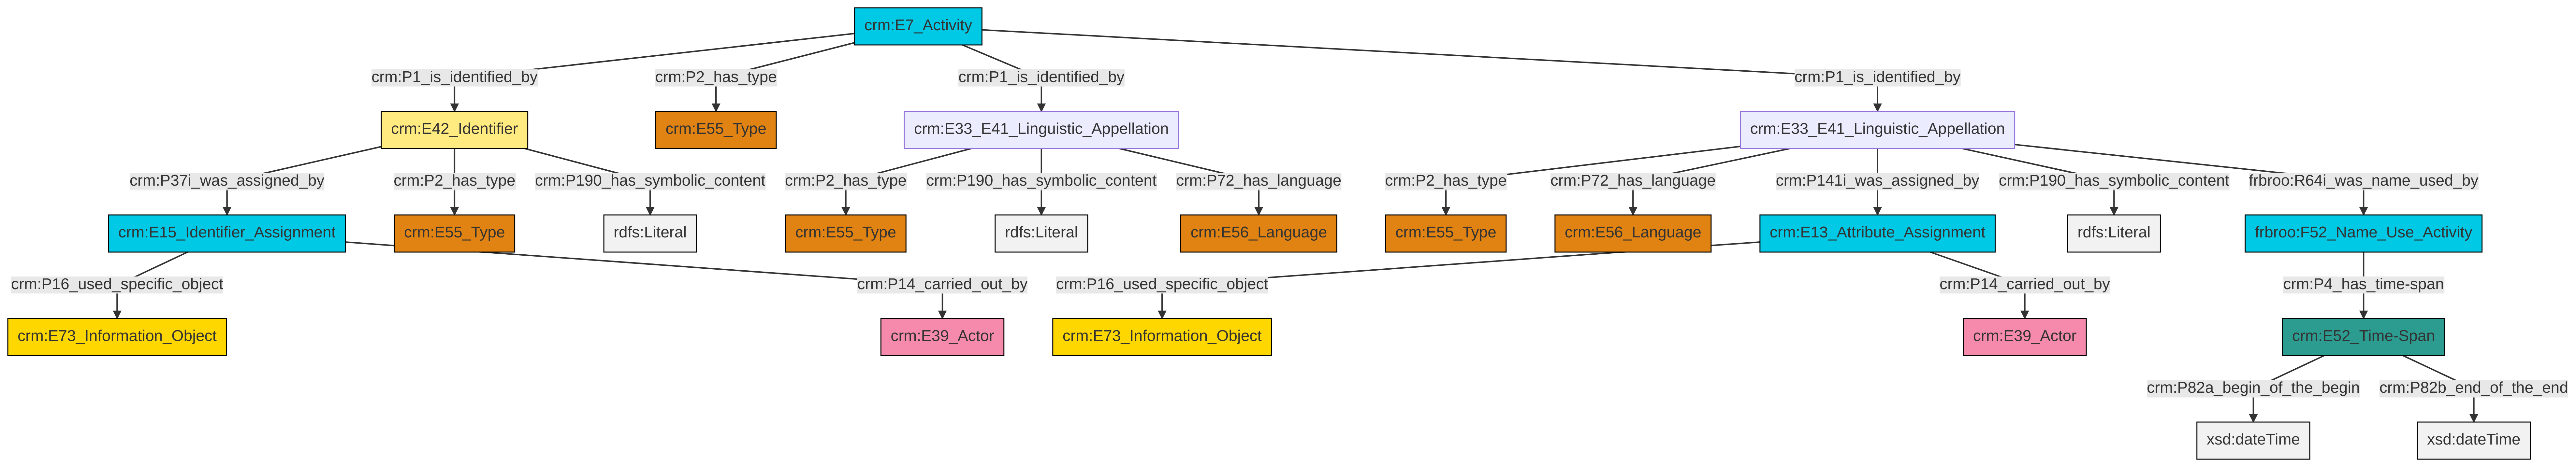 crm:E7_Activity
crm:P1_is_identified_by
crm:P2_has_type
crm:P1_is_identified_by
crm:P1_is_identified_by
crm:E42_Identifier
crm:E55_Type
crm:E33_E41_Linguistic_Appellation
crm:E33_E41_Linguistic_Appellation
crm:P37i_was_assigned_by
crm:P2_has_type
crm:P190_has_symbolic_content
crm:P2_has_type
crm:P190_has_symbolic_content
crm:P72_has_language
crm:P2_has_type
crm:P72_has_language
crm:P141i_was_assigned_by
crm:P190_has_symbolic_content
frbroo:R64i_was_name_used_by
crm:E15_Identifier_Assignment
crm:E55_Type
rdfs:Literal
crm:E55_Type
rdfs:Literal
crm:E56_Language
crm:E55_Type
crm:E56_Language
crm:E13_Attribute_Assignment
rdfs:Literal
frbroo:F52_Name_Use_Activity
crm:P16_used_specific_object
crm:P14_carried_out_by
crm:P16_used_specific_object
crm:P14_carried_out_by
crm:P4_has_time-span
crm:E73_Information_Object
crm:E39_Actor
crm:E73_Information_Object
crm:E39_Actor
crm:E52_Time-Span
crm:P82a_begin_of_the_begin
crm:P82b_end_of_the_end
xsd:dateTime
xsd:dateTime